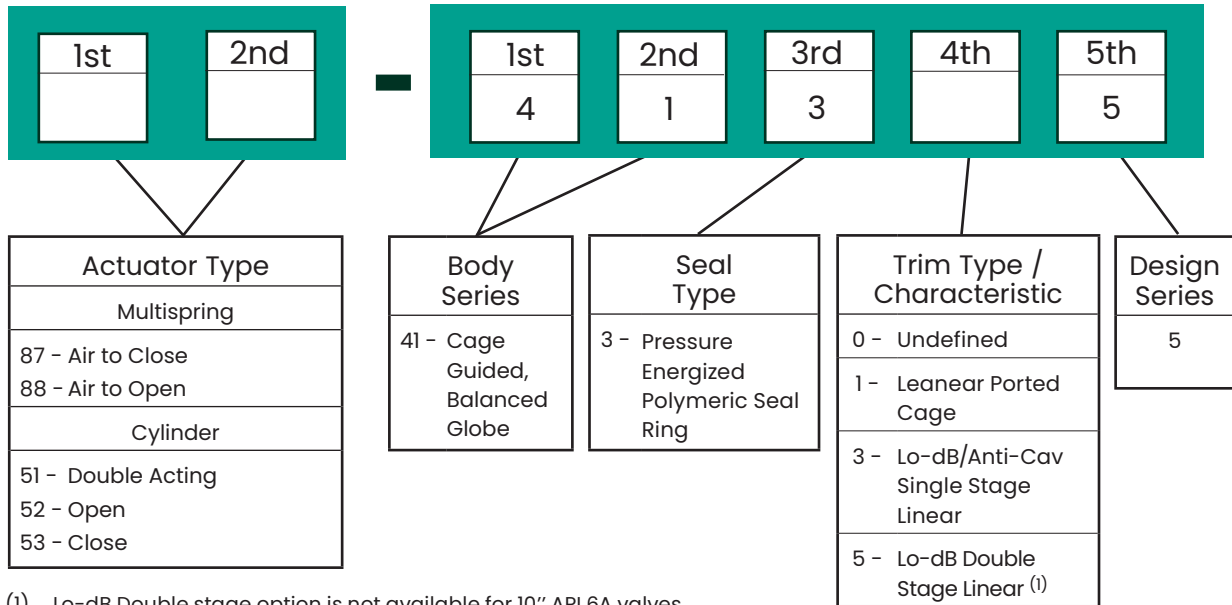 1st
2nd
1st
2nd
3rd
4th
5th
4
1
3
5
Actuator Type
Multispring
87 - Air to Close
88 - Air to Open
Cylinder
51 - Double Acting
52 - Open
53 - Close
Body
Series
41 - Cage
Guided,
Balanced
Globe
Seal
Type
3 - Pressure
Energized
Polymeric Seal
Ring
Trim Type /
Characteristic
0 - Undefined
1 - Leanear Ported
Cage
3 - Lo-dB/Anti-Cav
Single Stage
Linear
5 - Lo-dB Double
Stage Linear (1)
Design
Series
5
(1) Lo-dB Double stage option is not available for 10'' API 6A valves